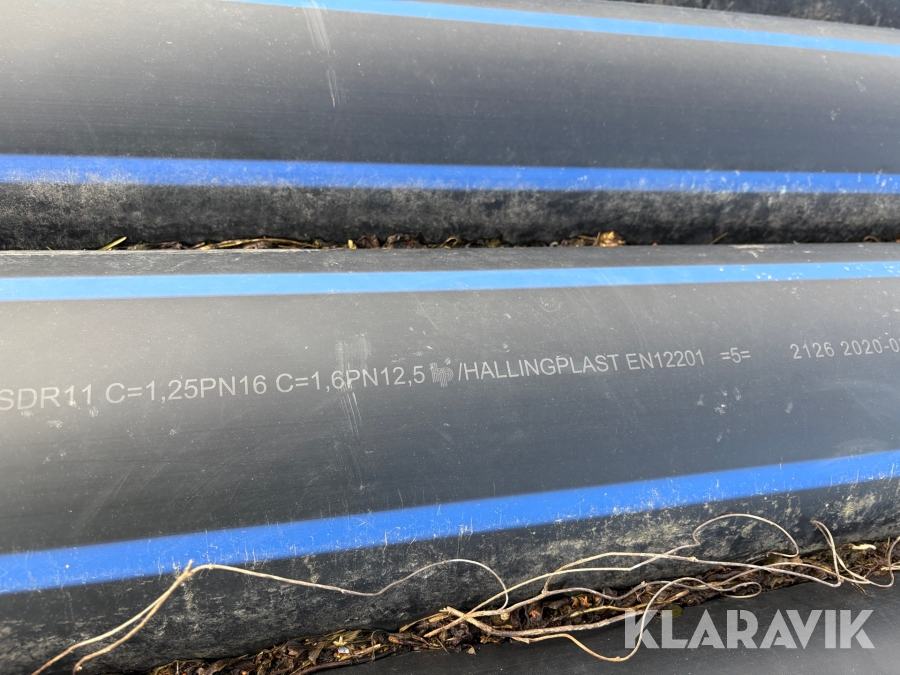 SDR11 C=1,25PN16 C=1,6PN12,5 /HALLINGPLAST EN12201 =5= 2126 2020-0
KLARAVIK